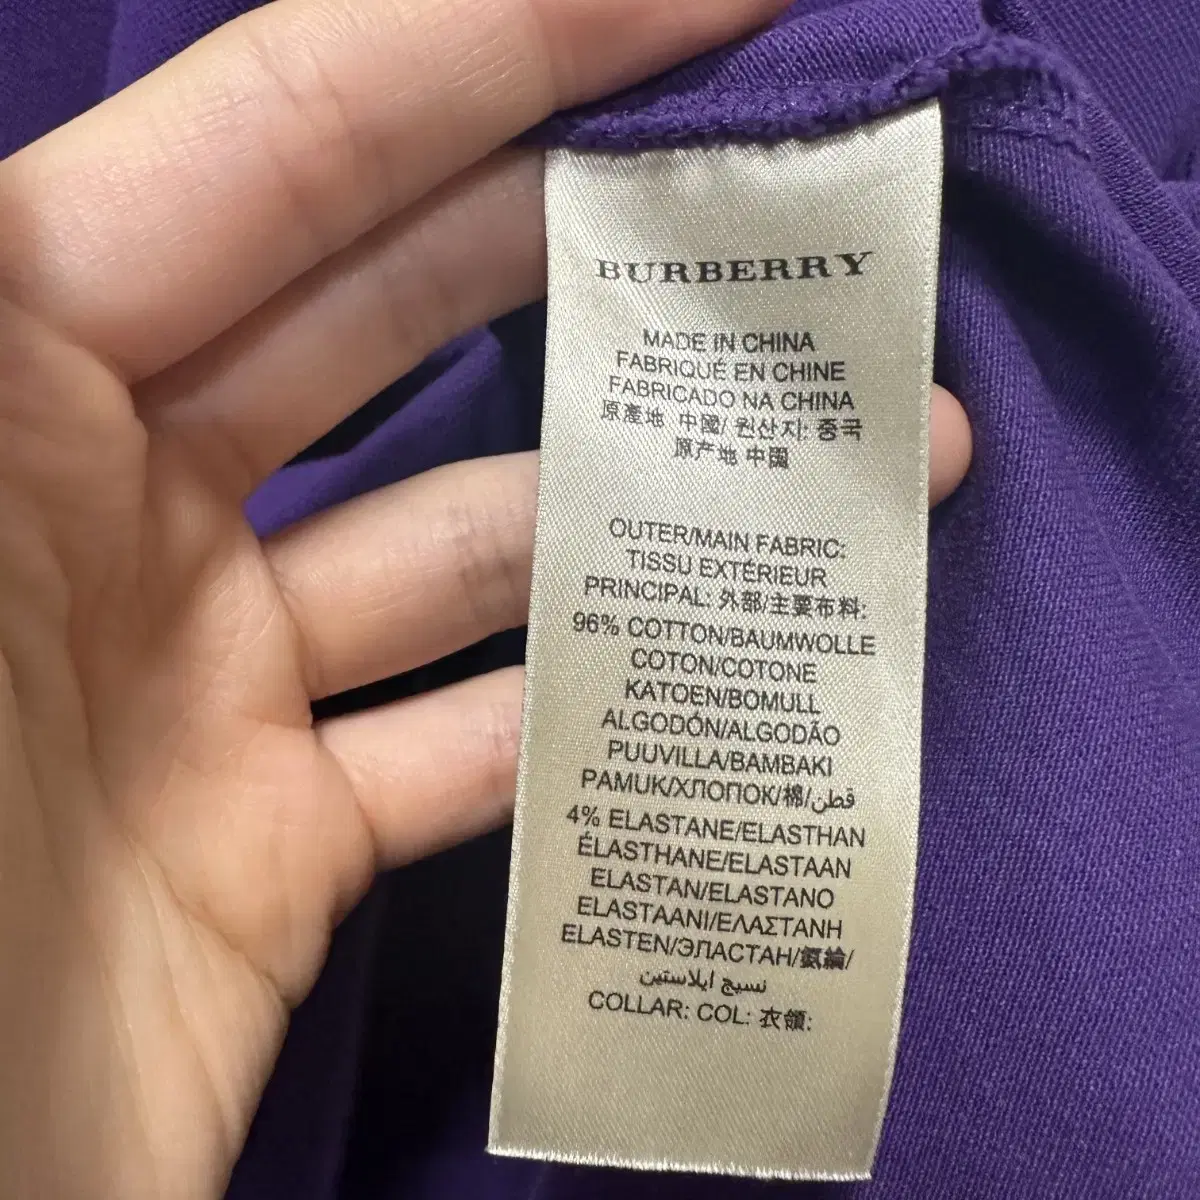 BURBERRY
MADE IN CHINA
FABRIQUÉ EN CHINE
FABRICADO NA CHINA
原產地 中國/ 원산지: 중국
原产地 中国
OUTER/MAIN FABRIC:
TISSU EXTÉRIEUR
PRINCIPAL: 外部/主要布料:
96% COTTON/BAUMWOLLE
COTON/COTONE
KATOEN/BOMULL
ALGODÓN/ALGODÃO
PUUVILLA/BAMBAKI
PAMUK/ХЛОПОК/棉/قطن
4% ELASTANE/ELASTHAN
ÉLASTHANE/ELASTAAN
ELASTAN/ELASTANO
ELASTAANI/ΕΛΑΣΤΑΝΗ
ELASTEN/ЭЛАСТАН/氨綸/
نسيج ايلاستين
COLLAR: COL: 衣領: